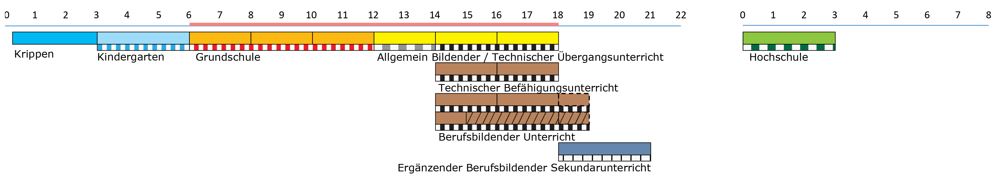 0 1 2 3 4 5 6 7 8 9 10 11 12 13 14 15 16 17 18 19 20 21 22 0 1 2 3 4 5 6 7 8
Krippen
Kindergarten Grundschule Allgemein Bildender / Technischer Übergangsunterricht Hochschule
Technischer Befähigungsunterricht
Berufsbildender Unterricht
Ergänzender Berufsbildender Sekundarunterricht